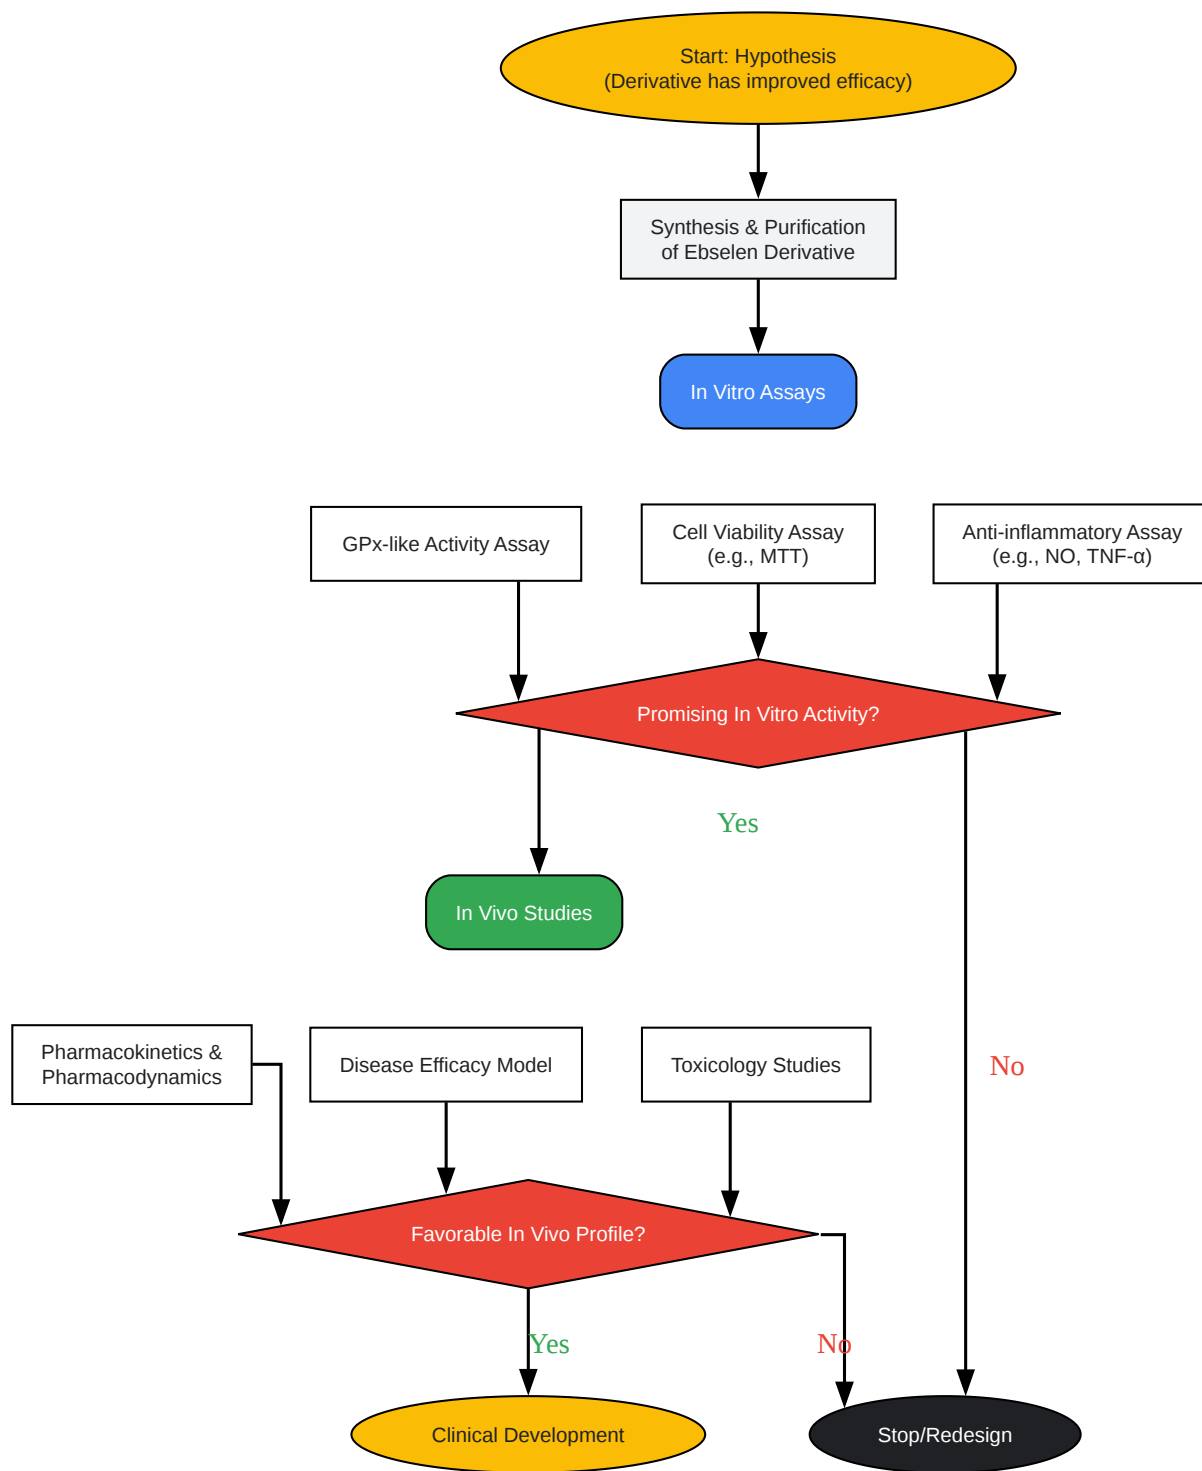 Start: Hypothesis
(Derivative has improved efficacy)
Synthesis & Purification
of Ebselen Derivative
In Vitro Assays
GPx-like Activity Assay
Cell Viability Assay
(e.g., MTT)
Anti-inflammatory Assay
(e.g., NO, TNF-α)
Promising In Vitro Activity?
Yes
In Vivo Studies
Pharmacokinetics &
Pharmacodynamics
Disease Efficacy Model
Toxicology Studies
No
Favorable In Vivo Profile?
Yes
No
Clinical Development
Stop/Redesign